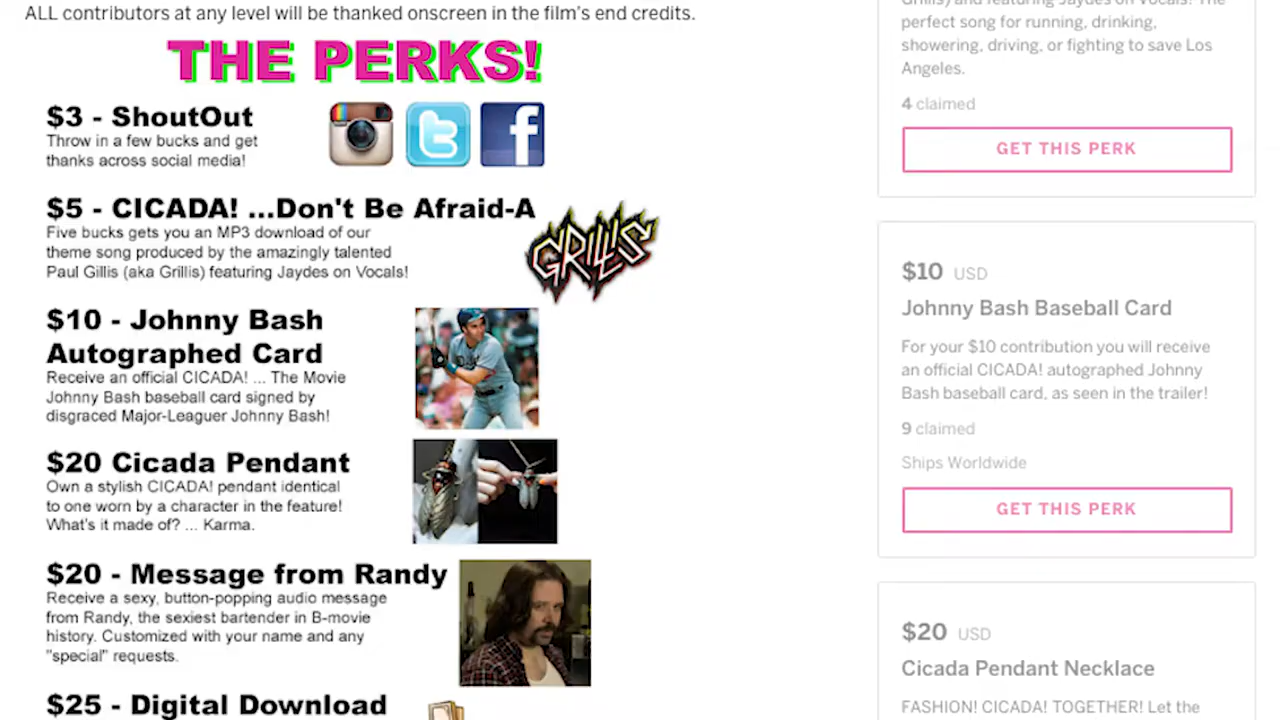 ALL contributors at any level will be thanked onscreen in the film's end credits.
THE PERKS!
$3 - ShoutOut
Throw in a few bucks and get
thanks across social media!
$5 - CICADA! ...Don't Be Afraid-A
Five bucks gets you an MP3 download of our
theme song produced by the amazingly talented
Paul Gillis (aka Grillis) featuring Jaydes on Vocals!
GRILLIS
$10 - Johnny Bash
Autographed Card
Receive an official CICADA! ... The Movie
Johnny Bash baseball card signed by
disgraced Major-Leaguer Johnny Bash!
$20 Cicada Pendant
Own a stylish CICADA! pendant identical
to one worn by a character in the feature!
What's it made of? ... Karma.
$20 - Message from Randy
Receive a sexy, button-popping audio message
from Randy, the sexiest bartender in B-movie
history. Customized with your name and any
"special" requests.
$25 - Digital Download
Grillis) and featuring Jaydes on Vocals! The
perfect song for running, drinking,
showering, driving, or fighting to save Los
Angeles.
4 claimed
GET THIS PERK
$10 USD
Johnny Bash Baseball Card
For your $10 contribution you will receive
an official CICADA! autographed Johnny
Bash baseball card, as seen in the trailer!
9 claimed
Ships Worldwide
GET THIS PERK
$20 USD
Cicada Pendant Necklace
FASHION! CICADA! TOGETHER! Let the